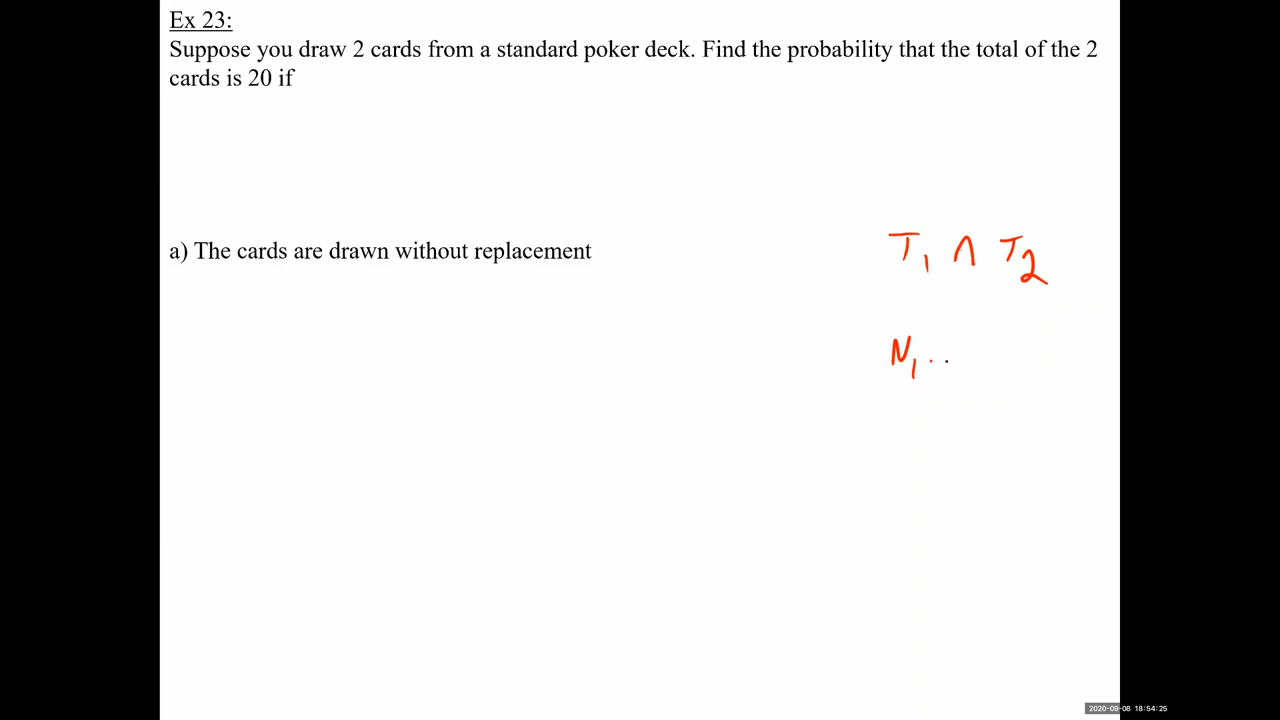 Ex 23:
Suppose you draw 2 cards from a standard poker deck. Find the probability that the total of the 2
cards is 20 if
a) The cards are drawn without replacement
T₁ ∩ T₂
N₁ ..
2020-09-08 18:54:25